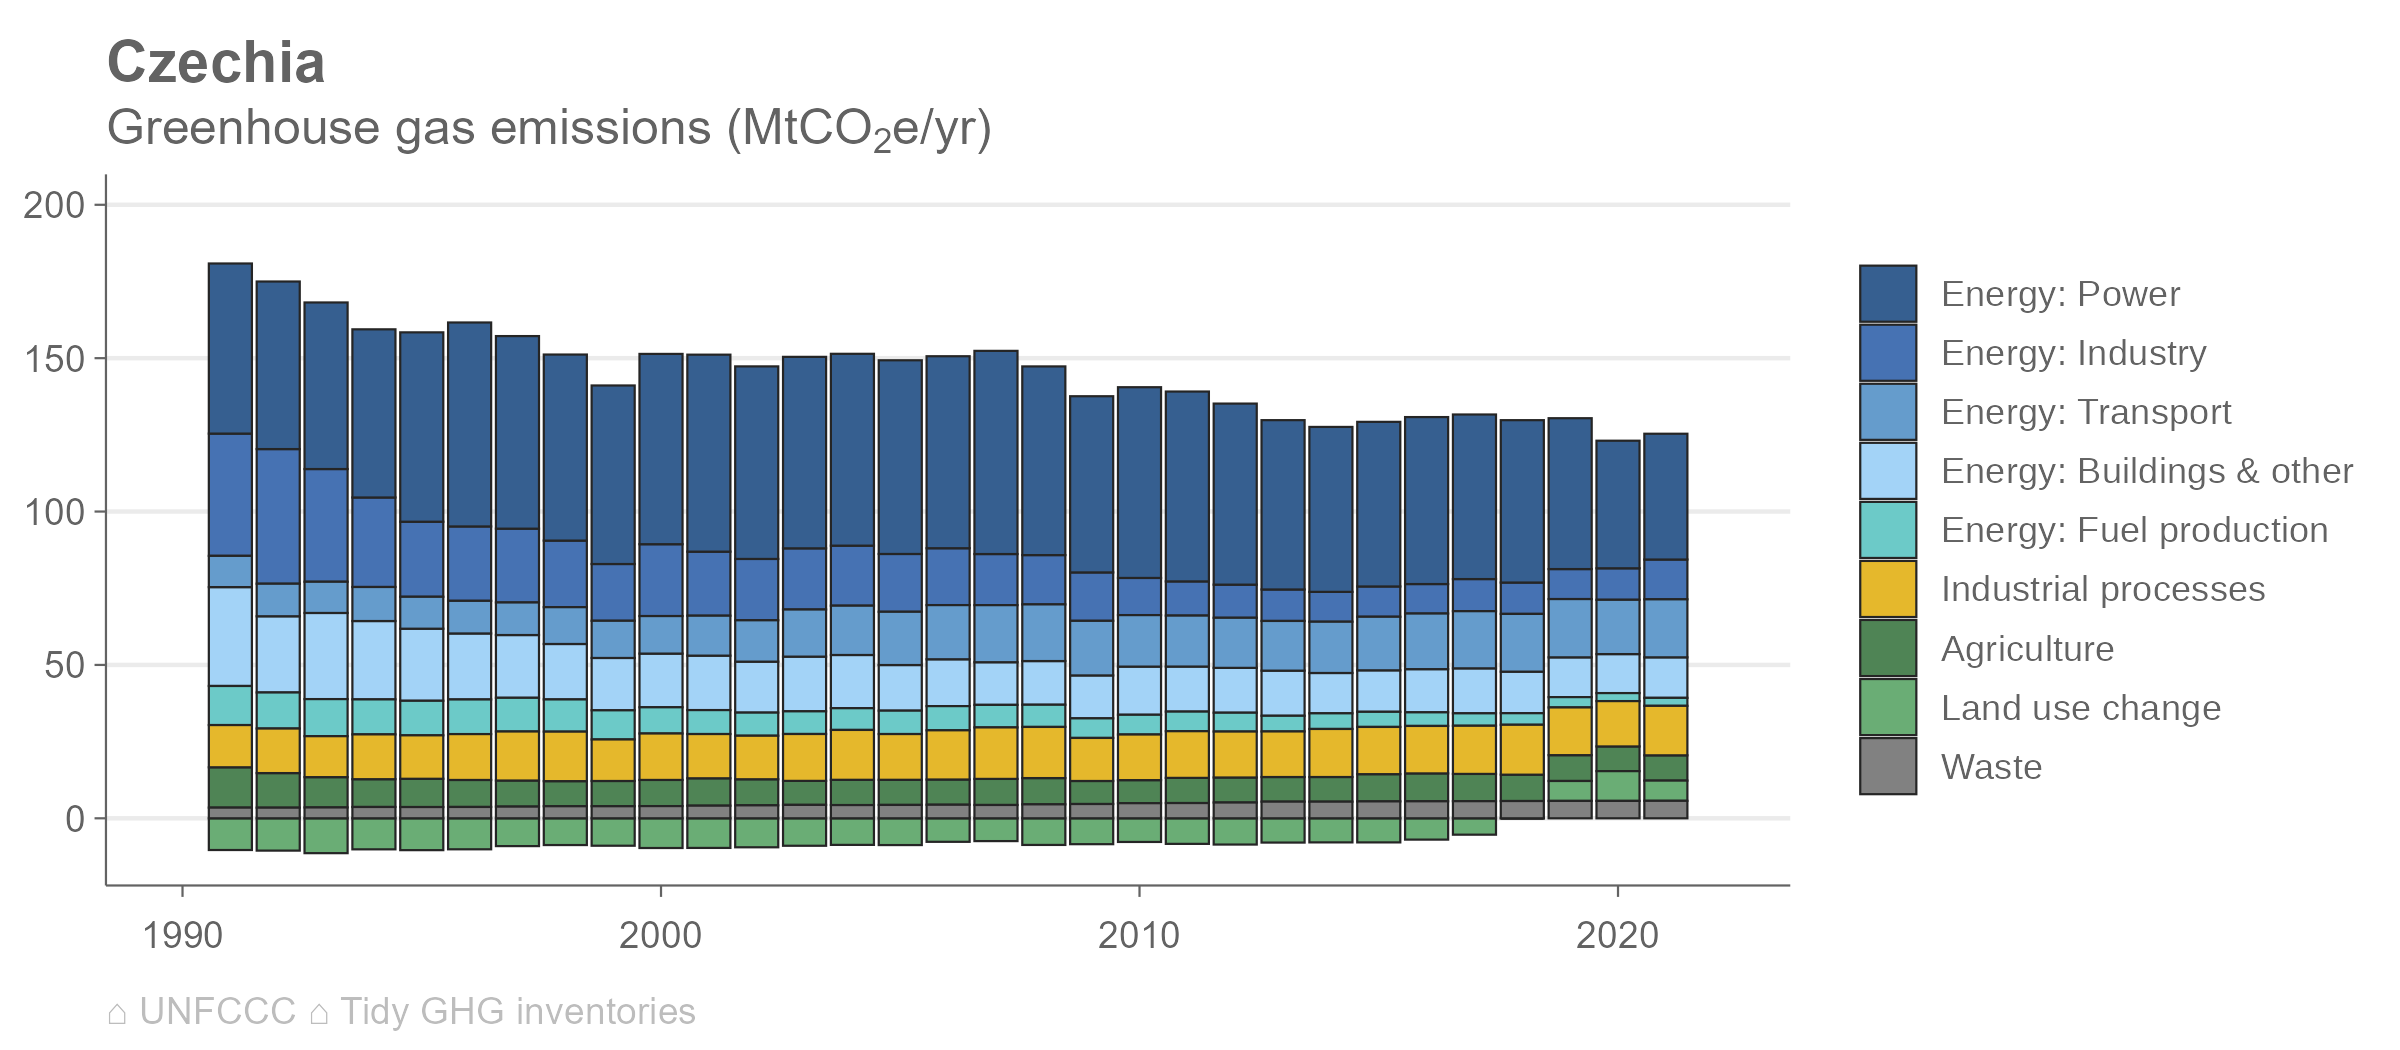 Czechia
Greenhouse gas emissions (MtCO₂e/yr)
200
150
100
50
0
1990
2000
2010
2020
Energy: Power
Energy: Industry
Energy: Transport
Energy: Buildings & other
Energy: Fuel production
Industrial processes
Agriculture
Land use change
Waste
⌂ UNFCCC ⌂ Tidy GHG inventories